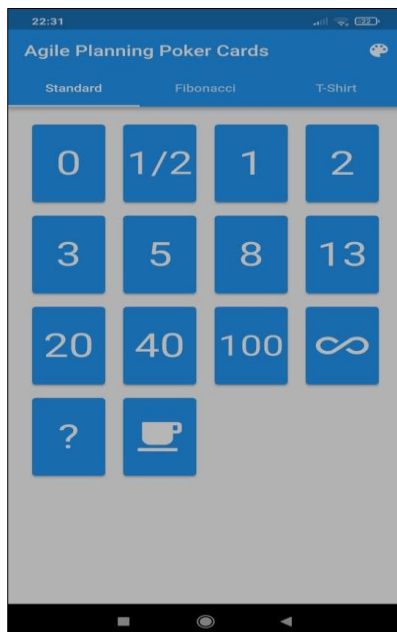 22:31 22
Agile Planning Poker Cards
Standard Fibonacci T-Shirt
0 1/2 1 2
3 5 8 13
20 40 100 ∞
?